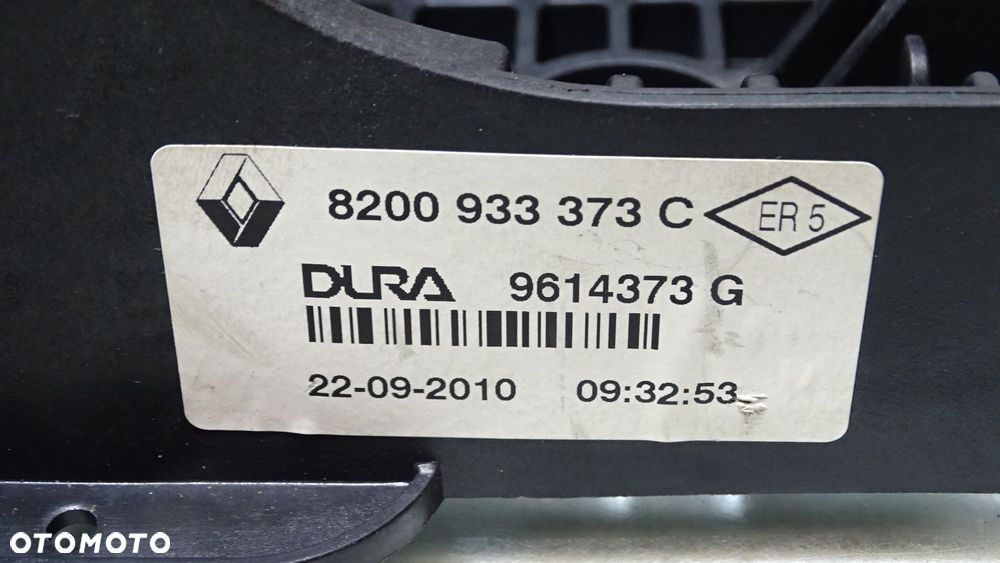 8200 933 373 C ER 5
DURA 9614373 G
22-09-2010 09:32:53
OTOMOTO